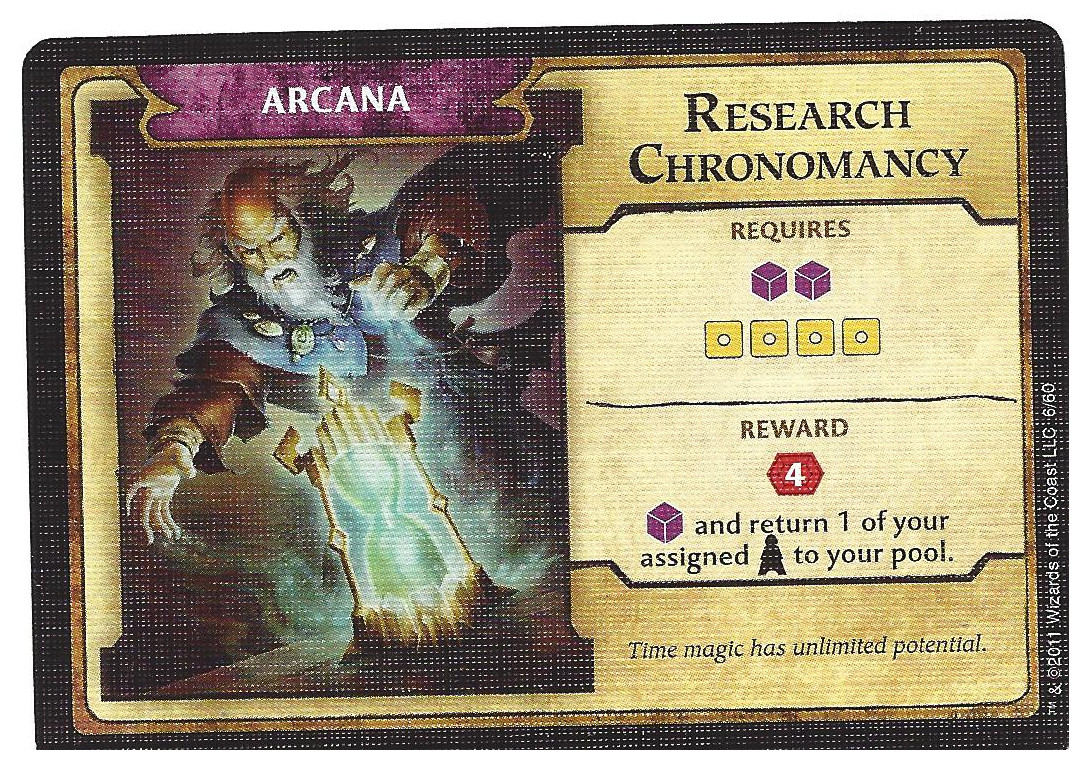 ARCANA
RESEARCH
CHRONOMANCY
REQUIRES
REWARD
4
and return 1 of your
assigned to your pool.
Time magic has unlimited potential.
™ & ©2011 Wizards of the Coast LLC 16/60